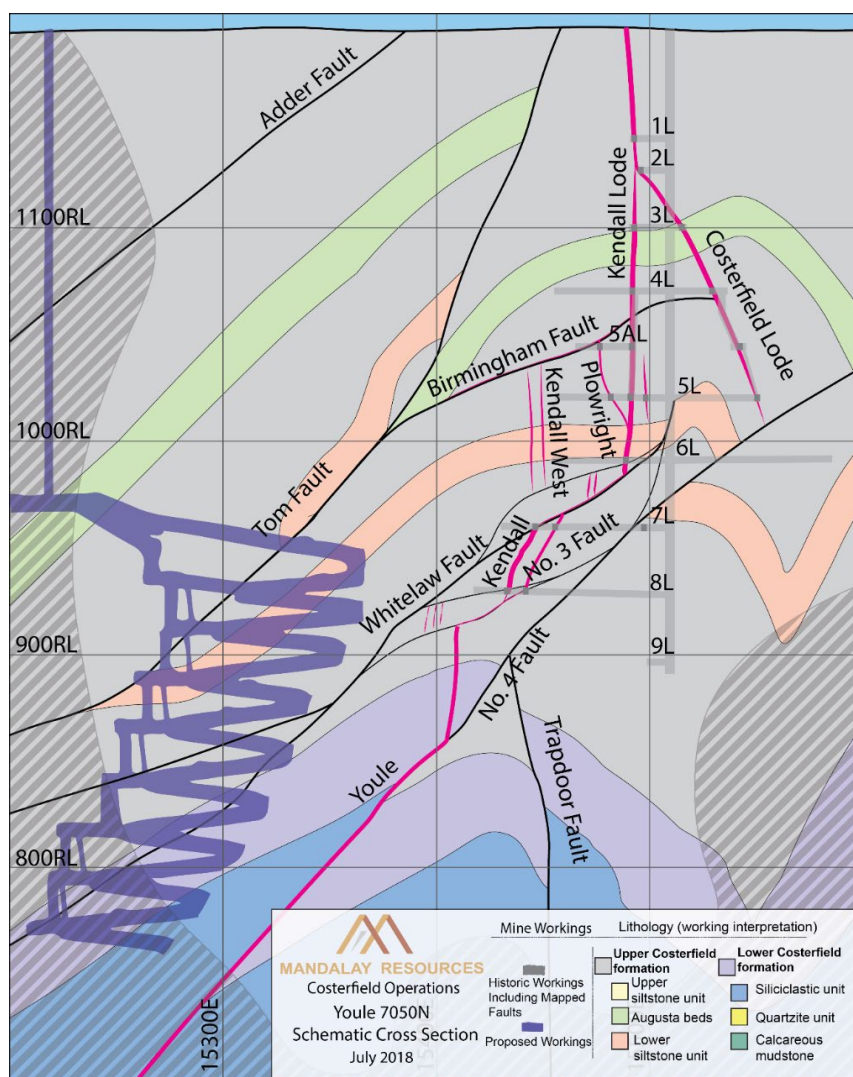 Adder Fault
1L
2L
1100RL
Kendall Lode
3L
Costerfield Lode
4L
Birmingham Fault
5AL
Kendall West
Plowright
5L
1000RL
6L
Tom Fault
7L
Whitelaw Fault
Kendall
No. 3 Fault
8L
900RL
9L
No. 4 Fault
Trapdoor Fault
Youle
800RL
15300E
MANDALAY RESOURCES
Costerfield Operations
Youle 7050N
Schematic Cross Section
July 2018
Mine Workings
Historic Workings
Including Mapped
Faults
Proposed Workings
Lithology (working interpretation)
Upper Costerfield
formation
Upper
siltstone unit
Augusta beds
Lower
siltstone unit
Lower Costerfield
formation
Siliciclastic unit
Quartzite unit
Calcareous
mudstone